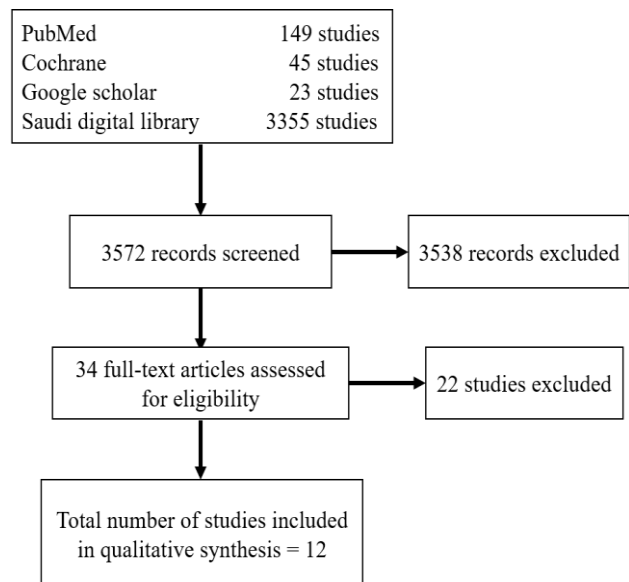 PubMed 149 studies
Cochrane 45 studies
Google scholar 23 studies
Saudi digital library 3355 studies
3572 records screened
3538 records excluded
34 full-text articles assessed
for eligibility
22 studies excluded
Total number of studies included
in qualitative synthesis = 12